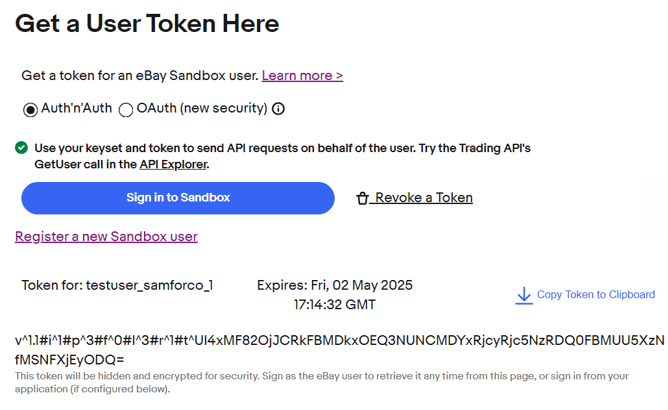 Get a User Token Here
Get a token for an eBay Sandbox user. Learn more >
Auth'n'Auth OAuth (new security)
Use your keyset and token to send API requests on behalf of the user. Try the Trading API's
GetUser call in the API Explorer.
Sign in to Sandbox
Revoke a Token
Register a new Sandbox user
Token for: testuser_samforco_1
Expires: Fri, 02 May 2025
17:14:32 GMT
Copy Token to Clipboard
v^1.1#i^1#p^3#f^0#I^3#r^1#t^Ul4xMF82OjJCRkFBMDkxOEQ3NUNCMDYxRjcyRjc5NzRDQ0FBMUU5XzN
fMSNFXjEyODQ=
This token will be hidden and encrypted for security. Sign as the eBay user to retrieve it any time from this page, or sign in from your
application (if configured below).